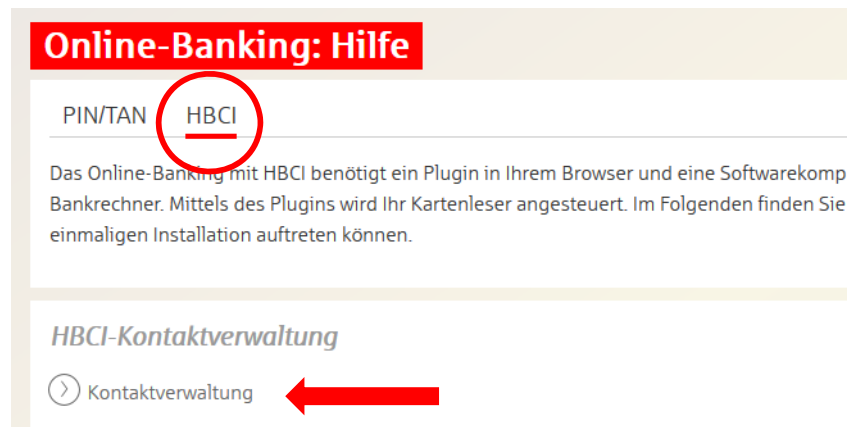 Online-Banking: Hilfe
PIN/TAN HBCI
Das Online-Banking mit HBCI benötigt ein Plugin in Ihrem Browser und eine Softwarekomp
Bankrechner. Mittels des Plugins wird Ihr Kartenleser angesteuert. Im Folgenden finden Sie
einmaligen Installation auftreten können.
HBCI-Kontaktverwaltung
Kontaktverwaltung